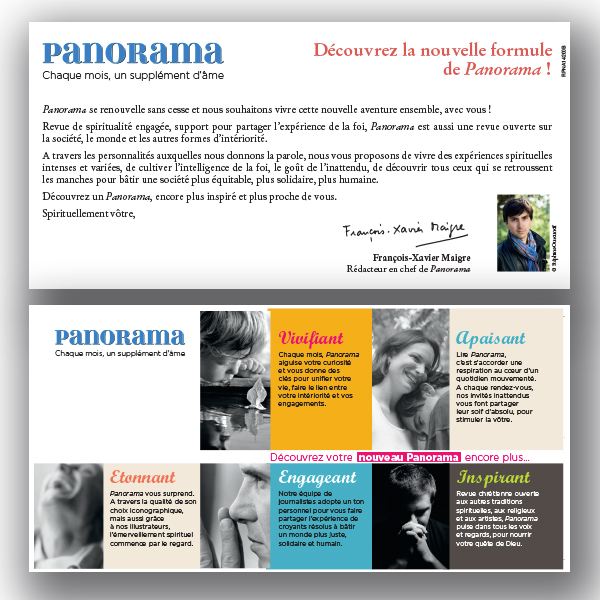 PANORAMA
Chaque mois, un supplément d'âme
Découvrez la nouvelle formule
de Panorama !
Panorama se renouvelle sans cesse et nous souhaitons vivre cette nouvelle aventure ensemble, avec vous !
Revue de spiritualité engagée, support pour partager l'expérience de la foi, Panorama est aussi une revue ouverte sur
la société, le monde et les autres formes d'intériorité.
A travers les personnalités auxquelles nous donnons la parole, nous vous proposons de vivre des expériences spirituelles
intenses et variées, de cultiver l'intelligence de la foi, le goût de l'inattendu, de découvrir tous ceux qui se retroussent
les manches pour bâtir une société plus équitable, plus solidaire, plus humaine.
Découvrez un Panorama, encore plus inspiré et plus proche de vous.
Spirituellement vôtre,
François-Xavier Maigre
François-Xavier Maigre
Rédacteur en chef de Panorama
PANORAMA
Chaque mois, un supplément d'âme
Vivifiant
Chaque mois, Panorama
aiguise votre curiosité
et vous donne des
clés pour unifier votre
vie, faire le lien entre
votre intériorité et vos
engagements.
Apaisant
Lire Panorama,
c'est s'accorder une
respiration au cœur d'un
quotidien mouvementé.
A chaque rendez-vous,
nos invités inattendus
vous font partager
leur soif d'absolu, pour
stimuler la vôtre.
Découvrez votre nouveau Panorama encore plus...
Etonnant
Panorama vous surprend.
A travers la qualité de son
choix iconographique,
mais aussi grâce
à nos illustrateurs,
l'émerveillement spirituel
commence par le regard.
Engageant
Notre équipe de
journalistes adopte un ton
personnel pour vous faire
partager l'expérience de
croyants résolus à bâtir
un monde plus juste,
solidaire et humain.
Inspirant
Revue chrétienne ouverte
aux autres traditions
spirituelles, aux religieux
et aux artistes, Panorama
puise dans tous les voix
et regards, pour nourrir
votre quête de Dieu.